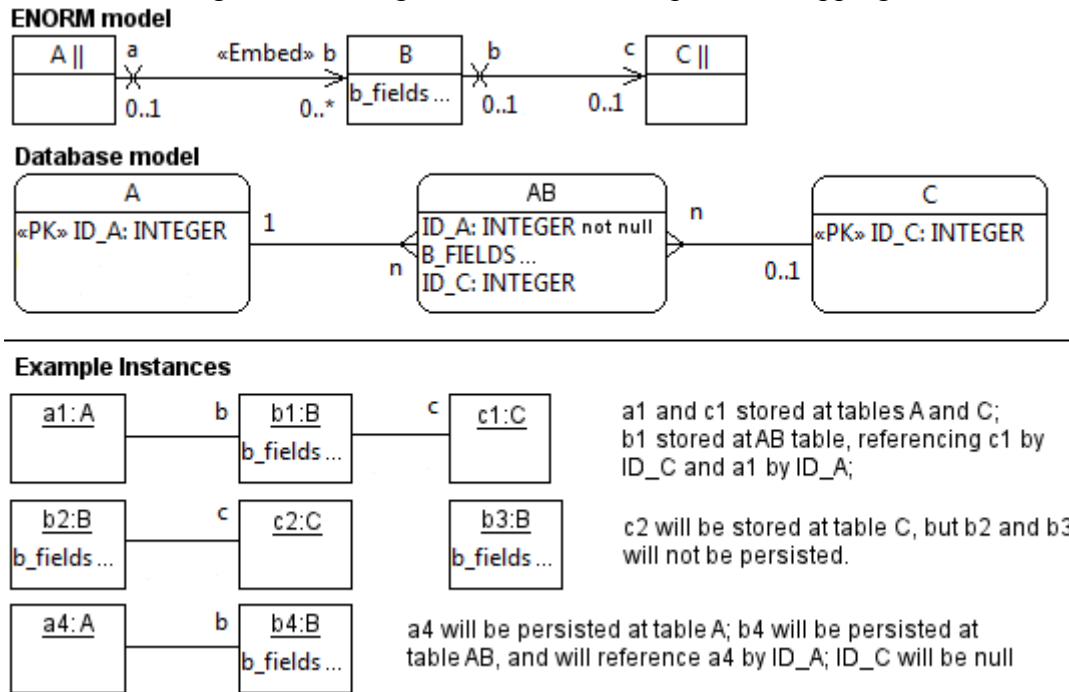 ENORM model
A ||
a
«Embed» b
B
b
c
C ||
0..1
0..*
b_fields ...
0..1
0..1
Database model
A
AB
C
«PK» ID_A: INTEGER
1
n
ID_A: INTEGER not null
B_FIELDS ...
ID_C: INTEGER
n
0..1
«PK» ID_C: INTEGER
Example Instances
a1:A
b
b1:B
b_fields ...
c
c1:C
a1 and c1 stored at tables A and C;
b1 stored at AB table, referencing c1 by
ID_C and a1 by ID_A;
b2:B
b_fields ...
c
c2:C
b3:B
b_fields ...
c2 will be stored at table C, but b2 and b3
will not be persisted.
a4:A
b
b4:B
b_fields ...
a4 will be persisted at table A; b4 will be persisted at
table AB, and will reference a4 by ID_A; ID_C will be null